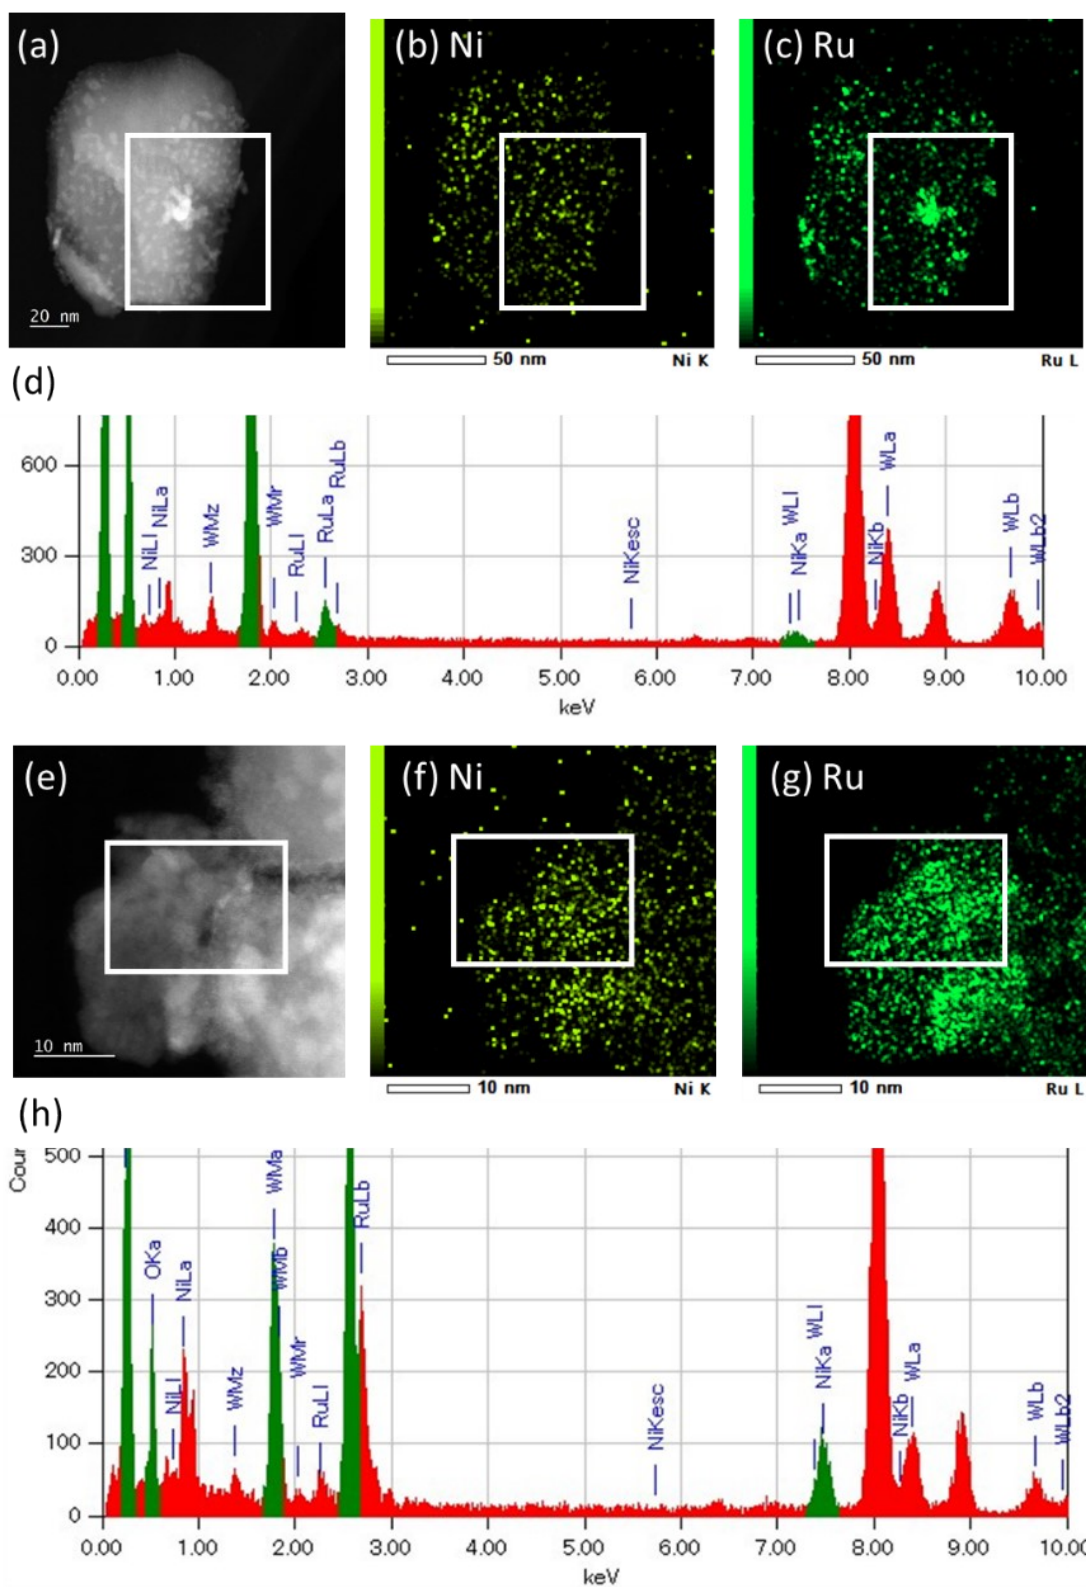 (a)
(b) Ni
(c) Ru
20 nm
50 nm
Ni K
50 nm
Ru L
(d)
600
300
0
NiLl
NiLa
WMz
WMr
RuLl
RuLa
RuLb
NiKesc
WLl
NiKa
NiKb
WLa
WLb
WLb2
0.00 1.00 2.00 3.00 4.00 5.00 6.00 7.00 8.00 9.00 10.00
keV
(e)
(f) Ni
(g) Ru
10 nm
10 nm
Ni K
10 nm
Ru L
(h)
Cour
500
400
300
200
100
0
OKa
NiLl
NiLa
WMz
WMa
WMb
WMr
RuLl
RuLb
NiKesc
WLl
NiKa
NiKb
WLa
WLb
WLb2
0.00 1.00 2.00 3.00 4.00 5.00 6.00 7.00 8.00 9.00 10.00
keV